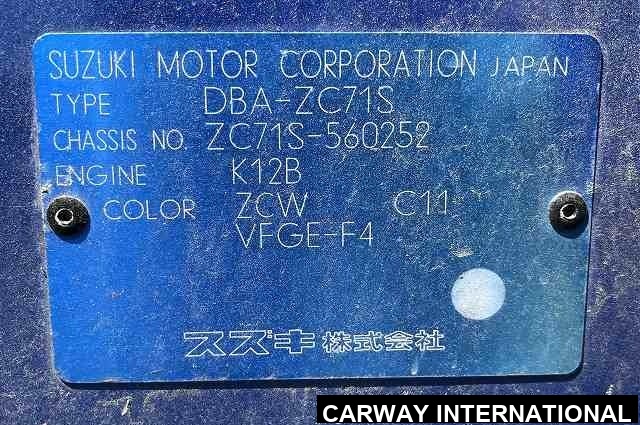 SUZUKI MOTOR CORPORATION JAPAN
TYPE DBA-ZC71S
CHASSIS NO. ZC71S-560252
ENGINE K12B
COLOR ZCW C11
VFGE-F4
スズキ株式会社
CARWAY INTERNATIONAL